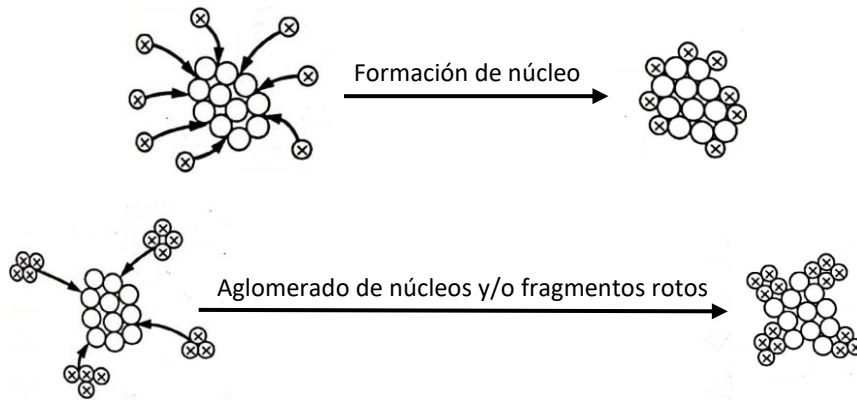 Formación de núcleo
Aglomerado de núcleos y/o fragmentos rotos